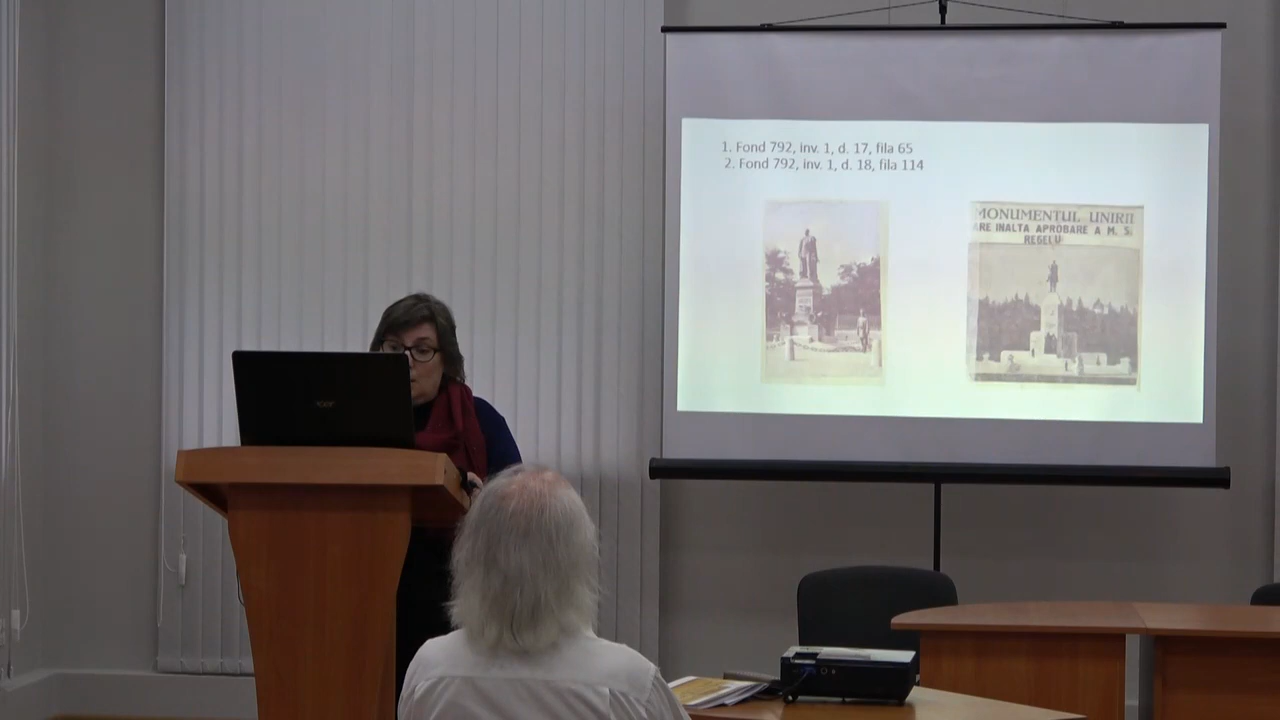 1. Fond 792, inv. 1, d. 17, fila 65
2. Fond 792, inv. 1, d. 18, fila 114
MONUMENTUL UNIRII
ARE INALTA APROBARE A M. S.
REGELU
acer